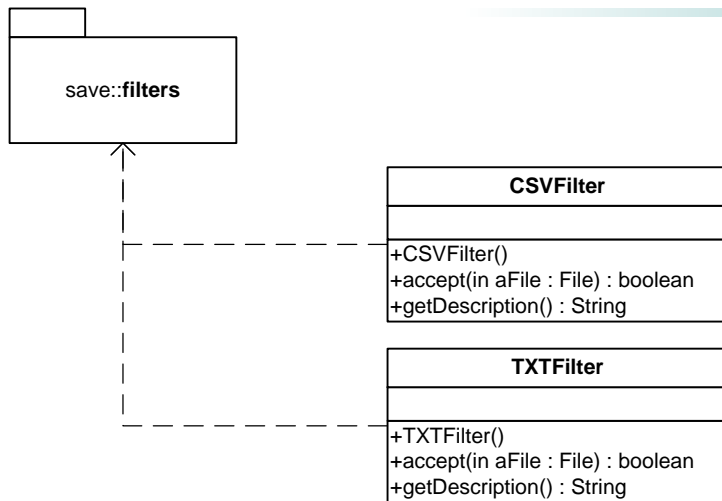 save::filters
CSVFilter
+CSVFilter()
+accept(in aFile : File) : boolean
+getDescription() : String
TXTFilter
+TXTFilter()
+accept(in aFile : File) : boolean
+getDescription() : String